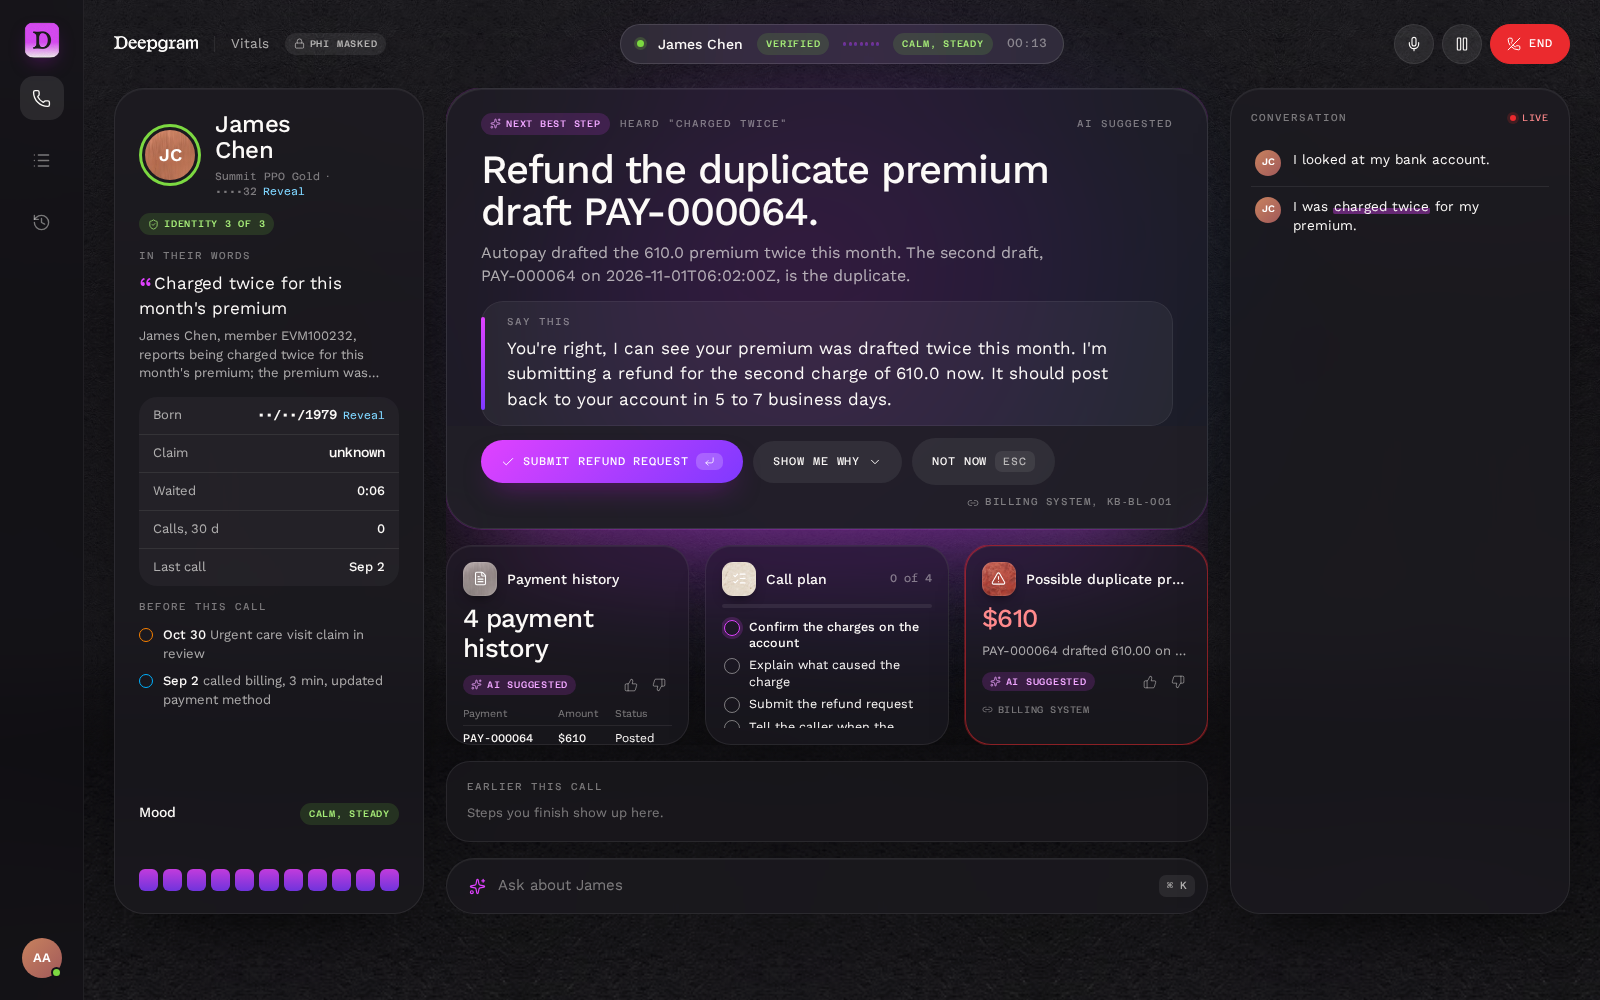 D
Deepgram
Vitals
PHI MASKED
James Chen
VERIFIED
CALM, STEADY
00:13
END
JC
James
Chen
Summit PPO Gold ·
••••32 Reveal
IDENTITY 3 OF 3
IN THEIR WORDS
“Charged twice for this
month's premium
James Chen, member EVM100232,
reports being charged twice for this
month's premium; the premium was...
Born ••/••/1979 Reveal
Claim unknown
Waited 0:06
Calls, 30 d 0
Last call Sep 2
BEFORE THIS CALL
Oct 30 Urgent care visit claim in
review
Sep 2 called billing, 3 min, updated
payment method
Mood CALM, STEADY
AA
NEXT BEST STEP HEARD "CHARGED TWICE" AI SUGGESTED
Refund the duplicate premium
draft PAY-000064.
Autopay drafted the 610.0 premium twice this month. The second draft,
PAY-000064 on 2026-11-01T06:02:00Z, is the duplicate.
SAY THIS
You're right, I can see your premium was drafted twice this month. I'm
submitting a refund for the second charge of 610.0 now. It should post
back to your account in 5 to 7 business days.
SUBMIT REFUND REQUEST
SHOW ME WHY
NOT NOW ESC
BILLING SYSTEM, KB-BL-001
Payment history
4 payment
history
AI SUGGESTED
Payment Amount Status
PAY-000064 $610 Posted
Call plan 0 of 4
Confirm the charges on the
account
Explain what caused the
charge
Submit the refund request
Tell the caller when the
Possible duplicate pr...
$610
PAY-000064 drafted 610.00 on ...
AI SUGGESTED
BILLING SYSTEM
EARLIER THIS CALL
Steps you finish show up here.
Ask about James
⌘ K
CONVERSATION LIVE
JC I looked at my bank account.
JC I was charged twice for my
premium.